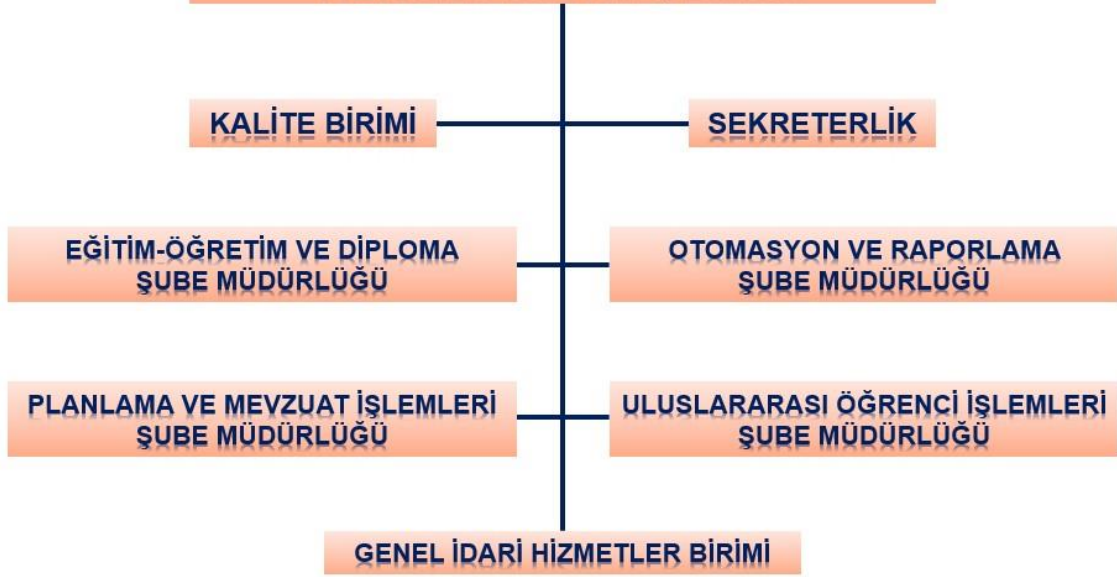 KALİTE BİRİMİ
SEKRETERLİK
EĞİTİM-ÖĞRETİM VE DİPLOMA
ŞUBE MÜDÜRLÜĞÜ
OTOMASYON VE RAPORLAMA
ŞUBE MÜDÜRLÜĞÜ
PLANLAMA VE MEVZUAT İŞLEMLERİ
ŞUBE MÜDÜRLÜĞÜ
ULUSLARARASI ÖĞRENCİ İŞLEMLERİ
ŞUBE MÜDÜRLÜĞÜ
GENEL İDARİ HİZMETLER BİRİMİ